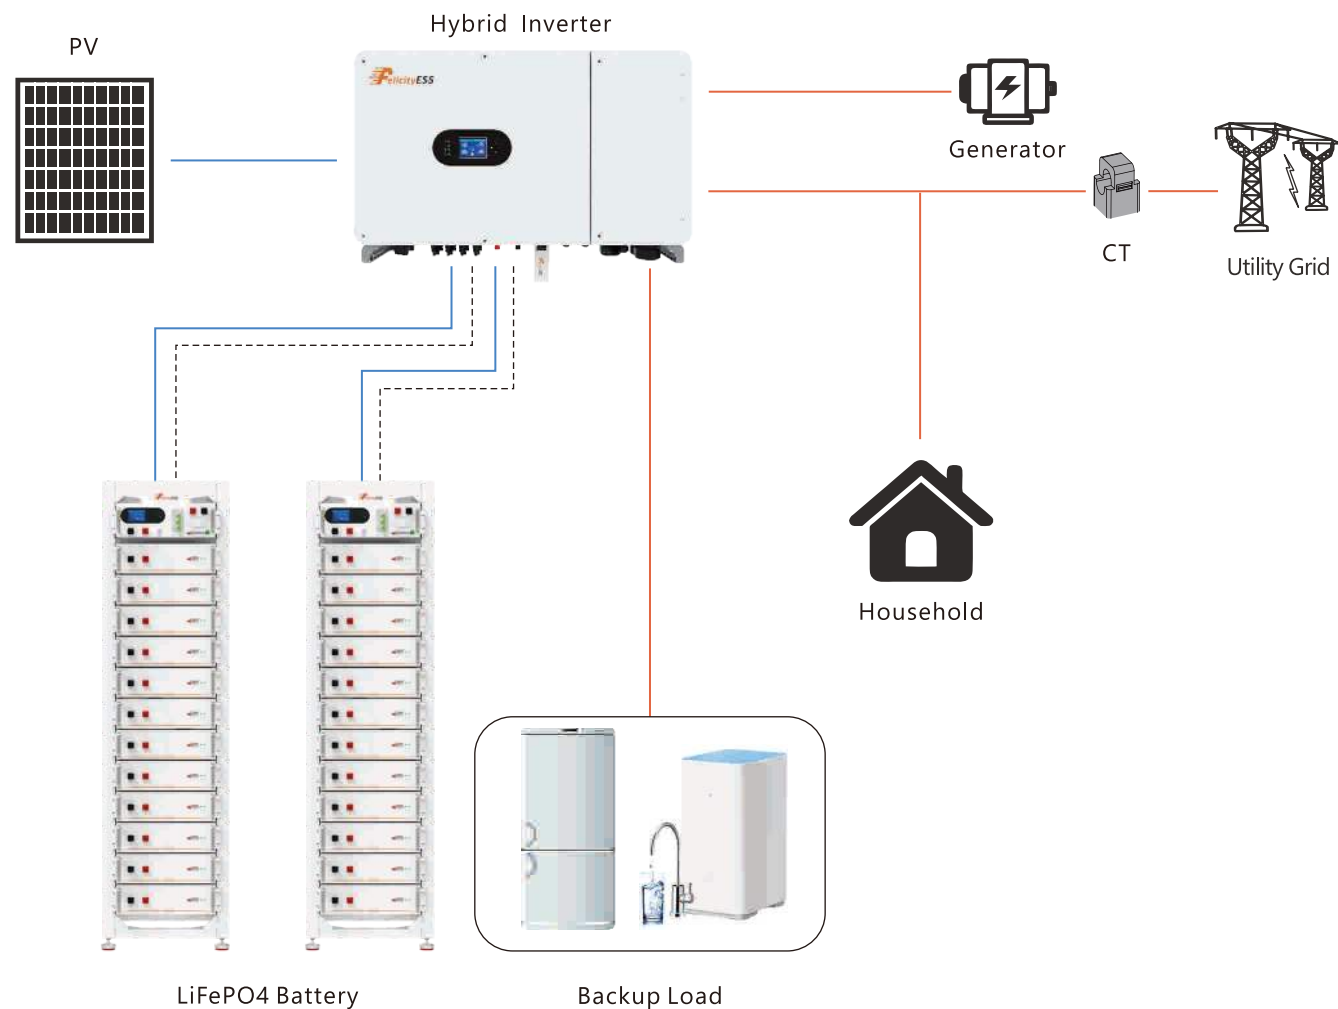 Hybrid Inverter
PV
FelicityESS
Generator
CT
Utility Grid
Household
LiFePO4 Battery
Backup Load